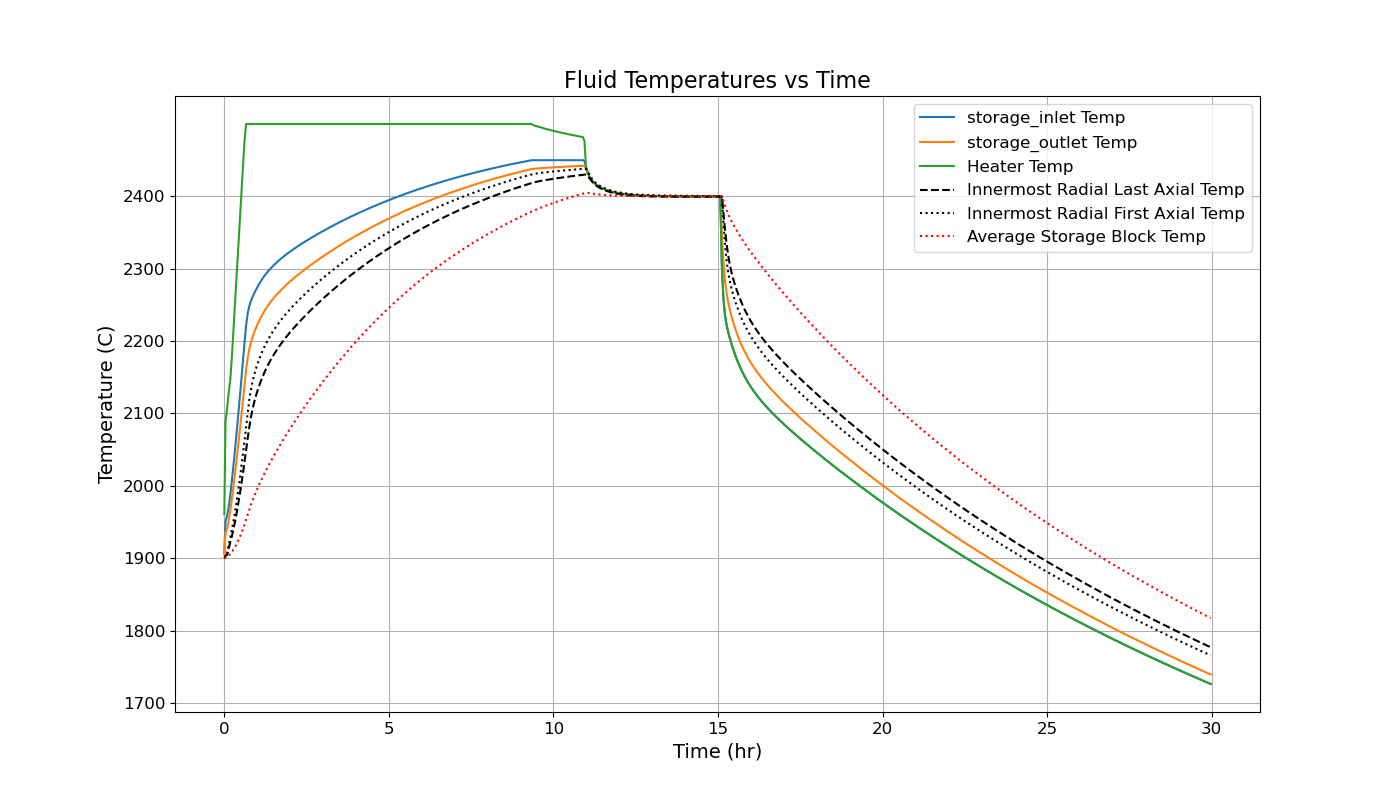 Fluid Temperatures vs Time
storage_inlet Temp
storage_outlet Temp
Heater Temp
Innermost Radial Last Axial Temp
Innermost Radial First Axial Temp
Average Storage Block Temp
Temperature (C)
2400
2300
2200
2100
2000
1900
1800
1700
0 5 10 15 20 25 30
Time (hr)